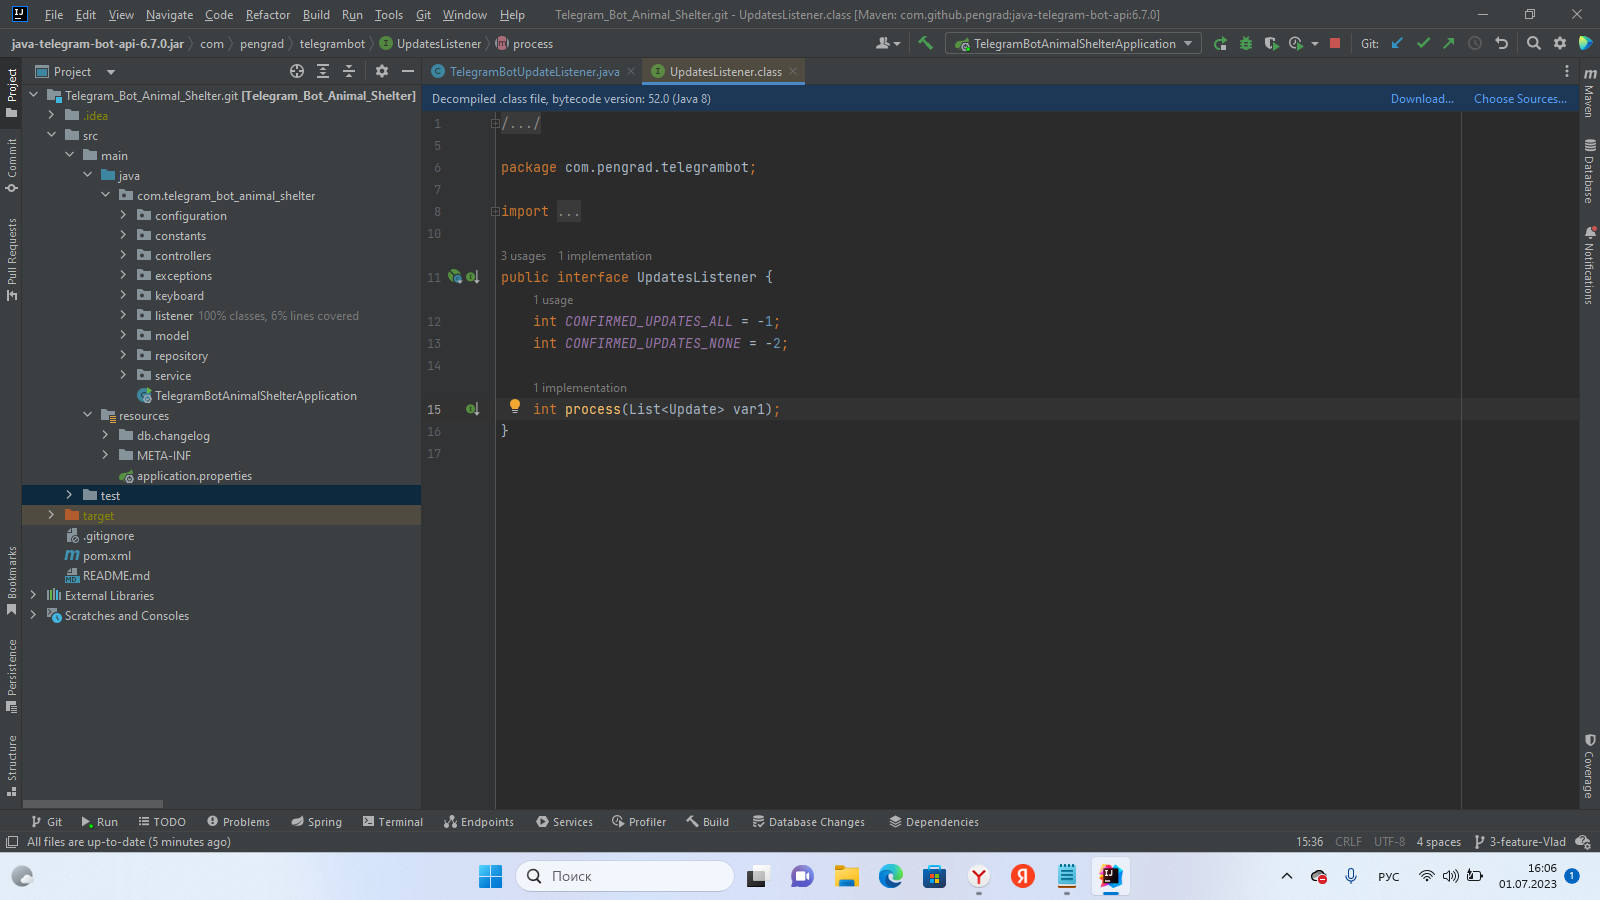 File Edit View Navigate Code Refactor Build Run Tools Git Window Help Telegram_Bot_Animal_Shelter.git - UpdatesListener.class [Maven: com.github.pengrad:java-telegram-bot-api:6.7.0]
java-telegram-bot-api-6.7.0.jar com pengrad telegrambot UpdatesListener process TelegramBotAnimalShelterApplication Git:
Project TelegramBotUpdateListener.java UpdatesListener.class
Decompiled .class file, bytecode version: 52.0 (Java 8) Download... Choose Sources...
Telegram_Bot_Animal_Shelter.git [Telegram_Bot_Animal_Shelter]
.idea
src
main
java
com.telegram_bot_animal_shelter
configuration
constants
controllers
exceptions
keyboard
listener 100% classes, 6% lines covered
model
repository
service
TelegramBotAnimalShelterApplication
resources
db.changelog
META-INF
application.properties
test
target
.gitignore
pom.xml
README.md
External Libraries
Scratches and Consoles
1 /.../
5
6 package com.pengrad.telegrambot;
7
8 import ...
10
3 usages 1 implementation
11 public interface UpdatesListener {
1 usage
12 int CONFIRMED_UPDATES_ALL = -1;
13 int CONFIRMED_UPDATES_NONE = -2;
14
1 implementation
15 int process(List<Update> var1);
16 }
17
Project
Commit
Pull Requests
Bookmarks
Persistence
Structure
Maven
Database
Notifications
Coverage
Git Run TODO Problems Spring Terminal Endpoints Services Profiler Build Database Changes Dependencies
All files are up-to-date (5 minutes ago) 15:36 CRLF UTF-8 4 spaces 3-feature-Vlad
Поиск РУС 16:06
01.07.2023 1